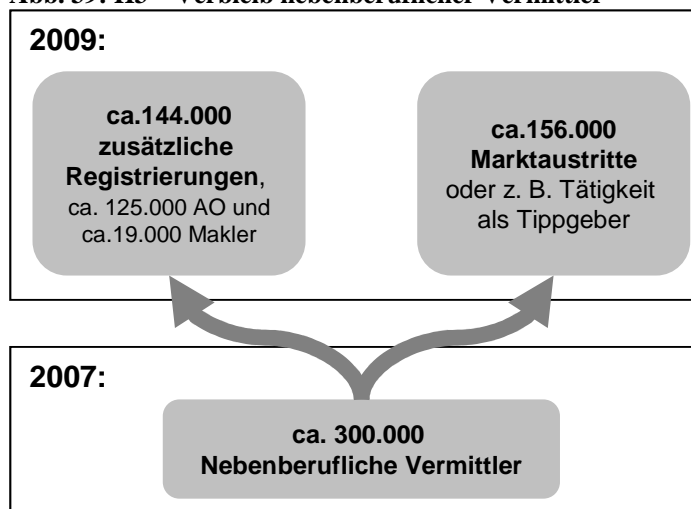 2009:
ca.144.000
zusätzliche
Registrierungen,
ca. 125.000 AO und
ca.19.000 Makler
ca.156.000
Marktaustritte
oder z. B. Tätigkeit
als Tippgeber
2007:
ca. 300.000
Nebenberufliche Vermittler